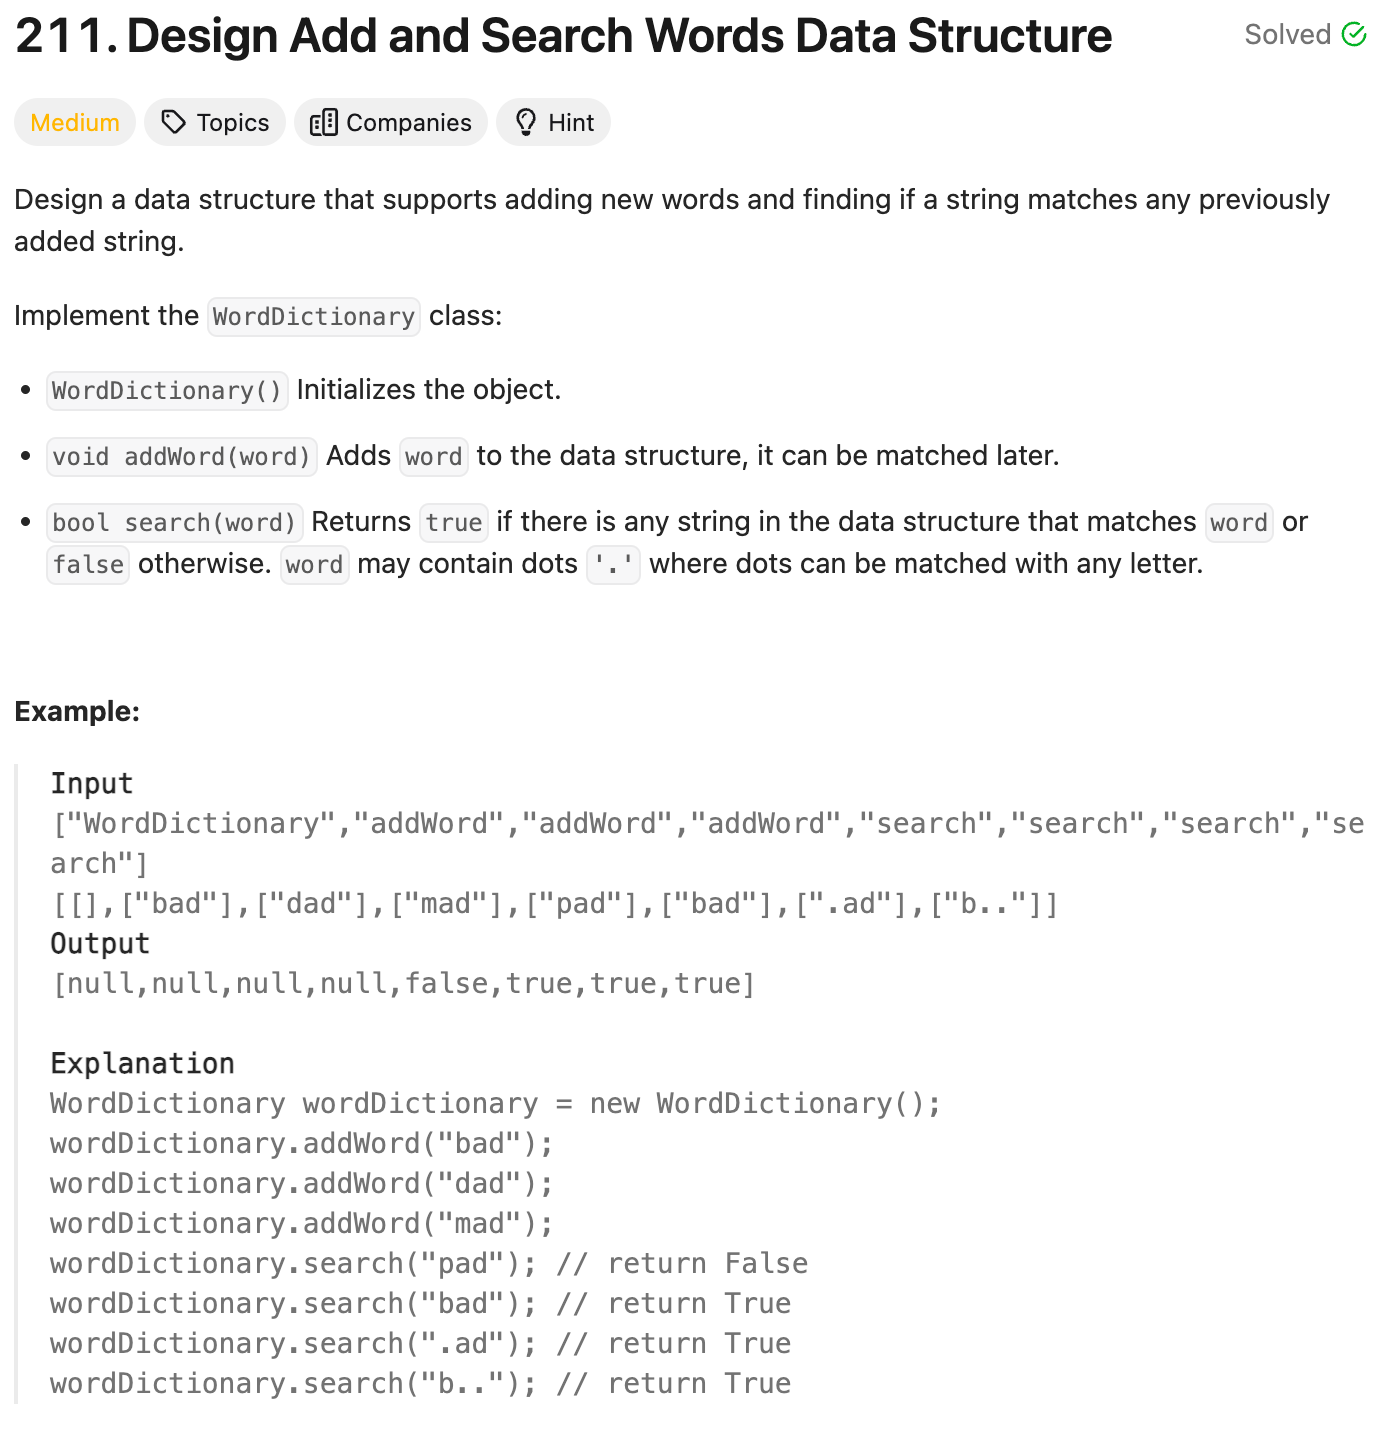 211. Design Add and Search Words Data Structure
Solved
Medium
Topics
Companies
Hint
Design a data structure that supports adding new words and finding if a string matches any previously
added string.
Implement the WordDictionary class:
• WordDictionary() Initializes the object.
• void addWord(word) Adds word to the data structure, it can be matched later.
• bool search(word) Returns true if there is any string in the data structure that matches word or
false otherwise. word may contain dots '.' where dots can be matched with any letter.
Example:
Input
["WordDictionary","addWord","addWord","addWord","search","search","search","se
arch"]
[[],["bad"],["dad"],["mad"],["pad"],["bad"],[".ad"],["b.."]]
Output
[null,null,null,null,false,true,true,true]
Explanation
WordDictionary wordDictionary = new WordDictionary();
wordDictionary.addWord("bad");
wordDictionary.addWord("dad");
wordDictionary.addWord("mad");
wordDictionary.search("pad"); // return False
wordDictionary.search("bad"); // return True
wordDictionary.search(".ad"); // return True
wordDictionary.search("b.."); // return True